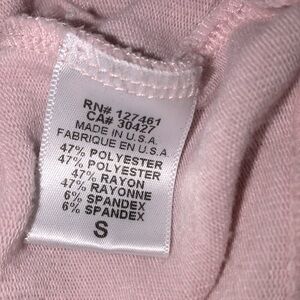 RN# 127461
CA# 30427
MADE IN U.S.A.
FABRIQUE EN U.S.A
47% POLYESTER
47% POLYESTER
47% RAYON
47% RAYONNE
6% SPANDEX
6% SPANDEX
S